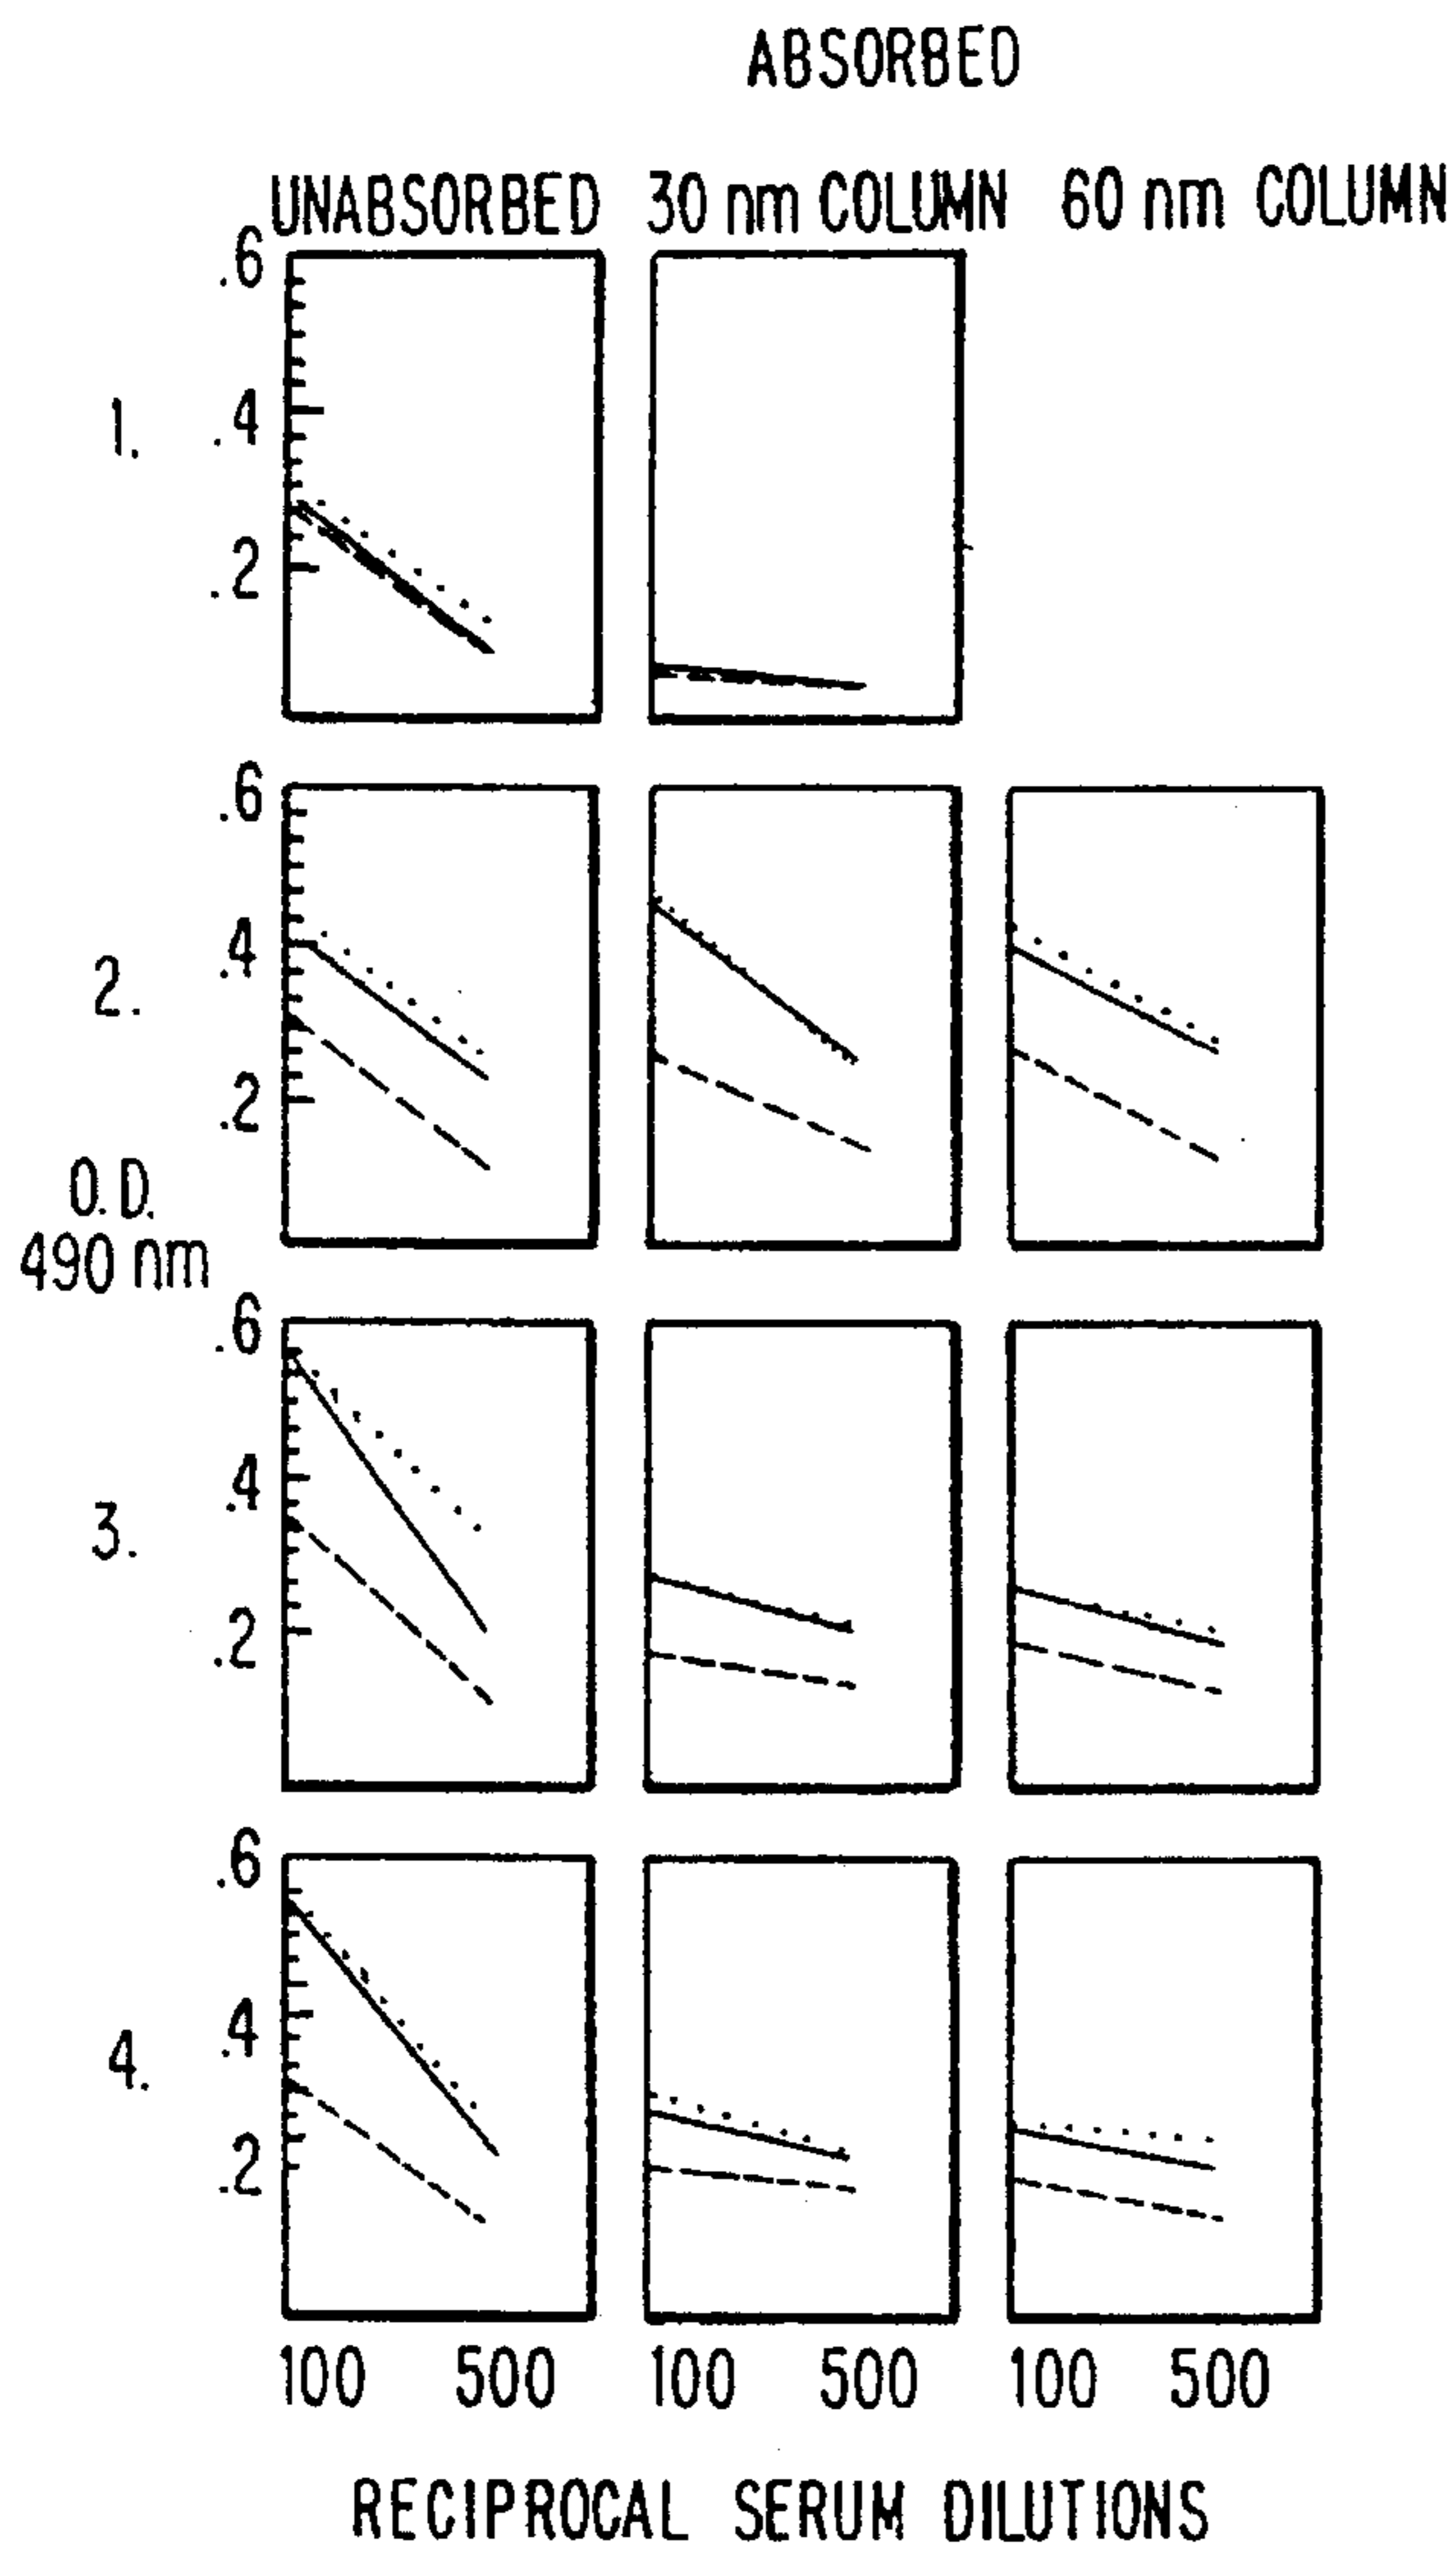 ABSORBED
UNABSORBED 30 nm COLUMN 60 nm COLUMN
.6
1. .4
.2
.6
2. .4
.2
O.D.
490 nm
.6
.4
3.
.2
.6
.4
4.
.2
100 500 100 500 100 500
RECIPROCAL SERUM DILUTIONS